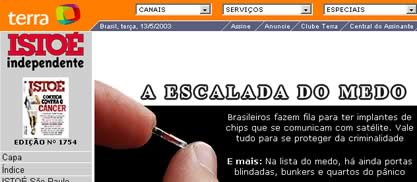 terra
CANAIS
SERVIÇOS
ESPECIAIS
Brasil, terça, 13/5/2003
Assine
Anuncie
Clube Terra
Central do Assinante
ISTOÉ
independente
ISTOÉ
CORRIDA
CONTRA O
CÂNCER
EDIÇÃO Nº 1754
Capa
Índice
ISTOÉ São Paulo
A ESCALADA DO MEDO
Brasileiros fazem fila para ter implantes de
chips que se comunicam com satélite. Vale
tudo para se proteger da criminalidade
E mais: Na lista do medo, há ainda portas
blindadas, bunkers e quartos do pânico